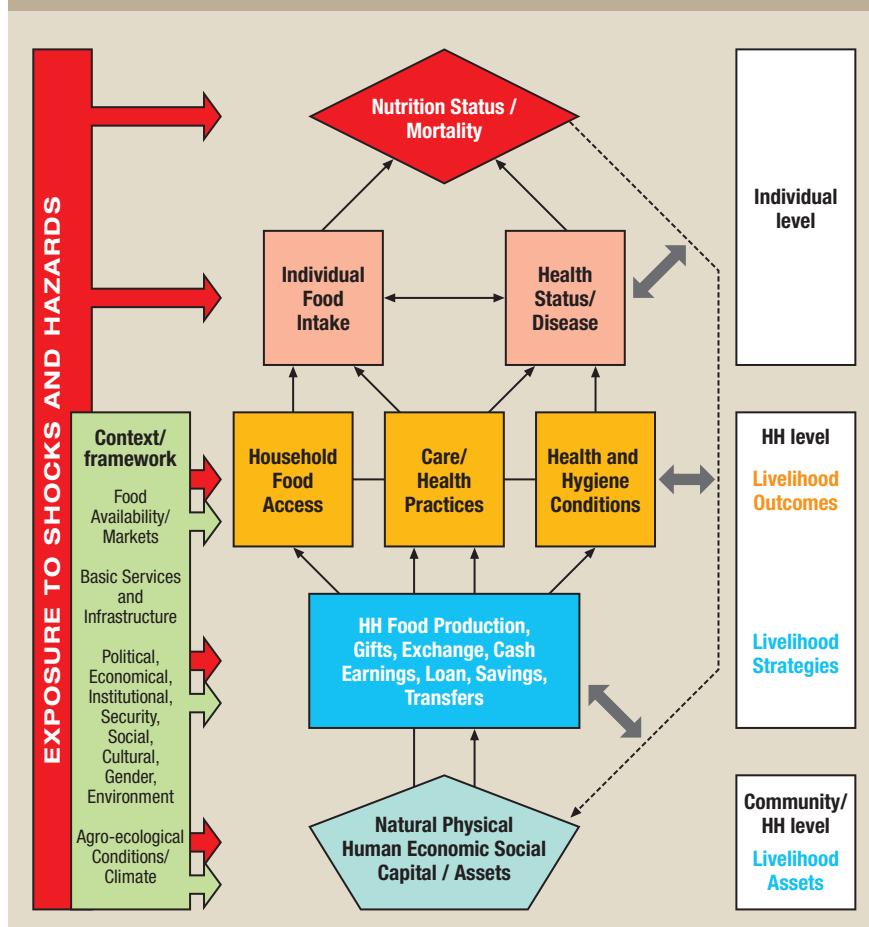 EXPOSURE TO SHOCKS AND HAZARDS
Nutrition Status /
Mortality
Individual
level
Individual
Food
Intake
Health
Status/
Disease
Context/
framework
Food
Availability/
Markets
Basic Services
and
Infrastructure
Political,
Economical,
Institutional,
Security,
Social,
Cultural,
Gender,
Environment
Agro-ecological
Conditions/
Climate
Household
Food
Access
Care/
Health
Practices
Health and
Hygiene
Conditions
HH level
Livelihood
Outcomes
HH Food Production,
Gifts, Exchange, Cash
Earnings, Loan, Savings,
Transfers
Livelihood
Strategies
Natural Physical
Human Economic Social
Capital / Assets
Community/
HH level
Livelihood
Assets